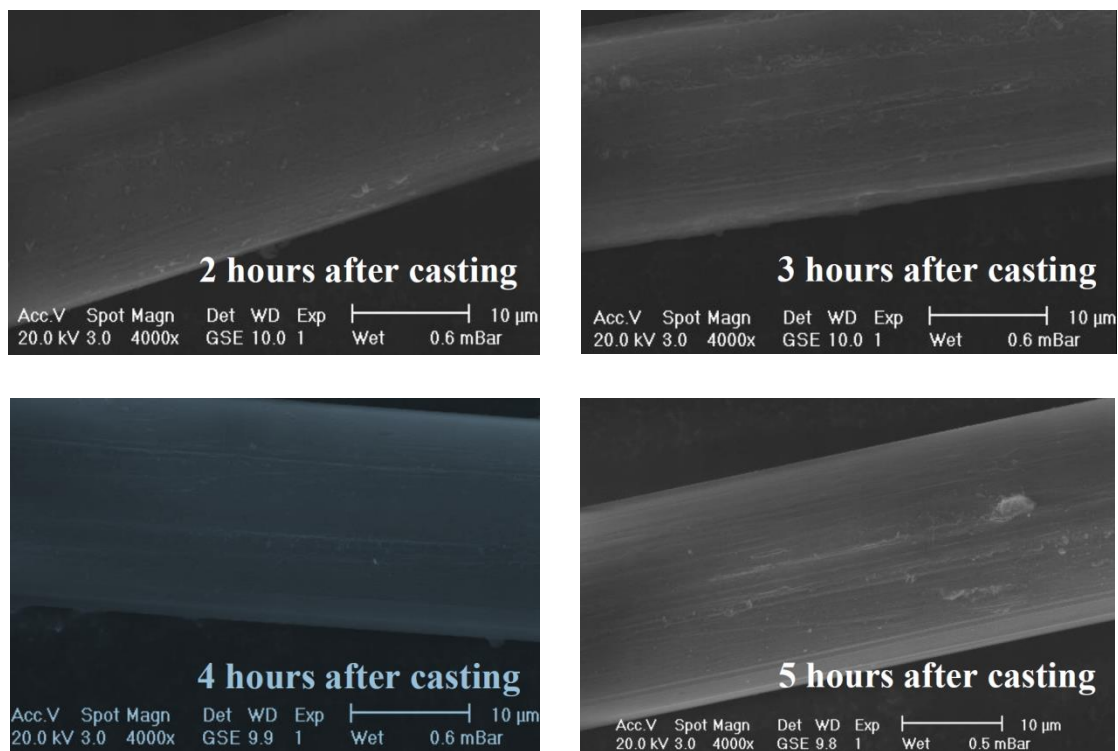 2 hours after casting
Acc.V Spot Magn Det WD Exp 10 µm
20.0 kV 3.0 4000x GSE 10.0 1 Wet 0.6 mBar
3 hours after casting
Acc.V Spot Magn Det WD Exp 10 µm
20.0 kV 3.0 4000x GSE 10.0 1 Wet 0.6 mBar
4 hours after casting
Acc.V Spot Magn Det WD Exp 10 µm
20.0 kV 3.0 4000x GSE 9.9 1 Wet 0.6 mBar
5 hours after casting
Acc.V Spot Magn Det WD Exp 10 µm
20.0 kV 3.0 4000x GSE 9.8 1 Wet 0.5 mBar